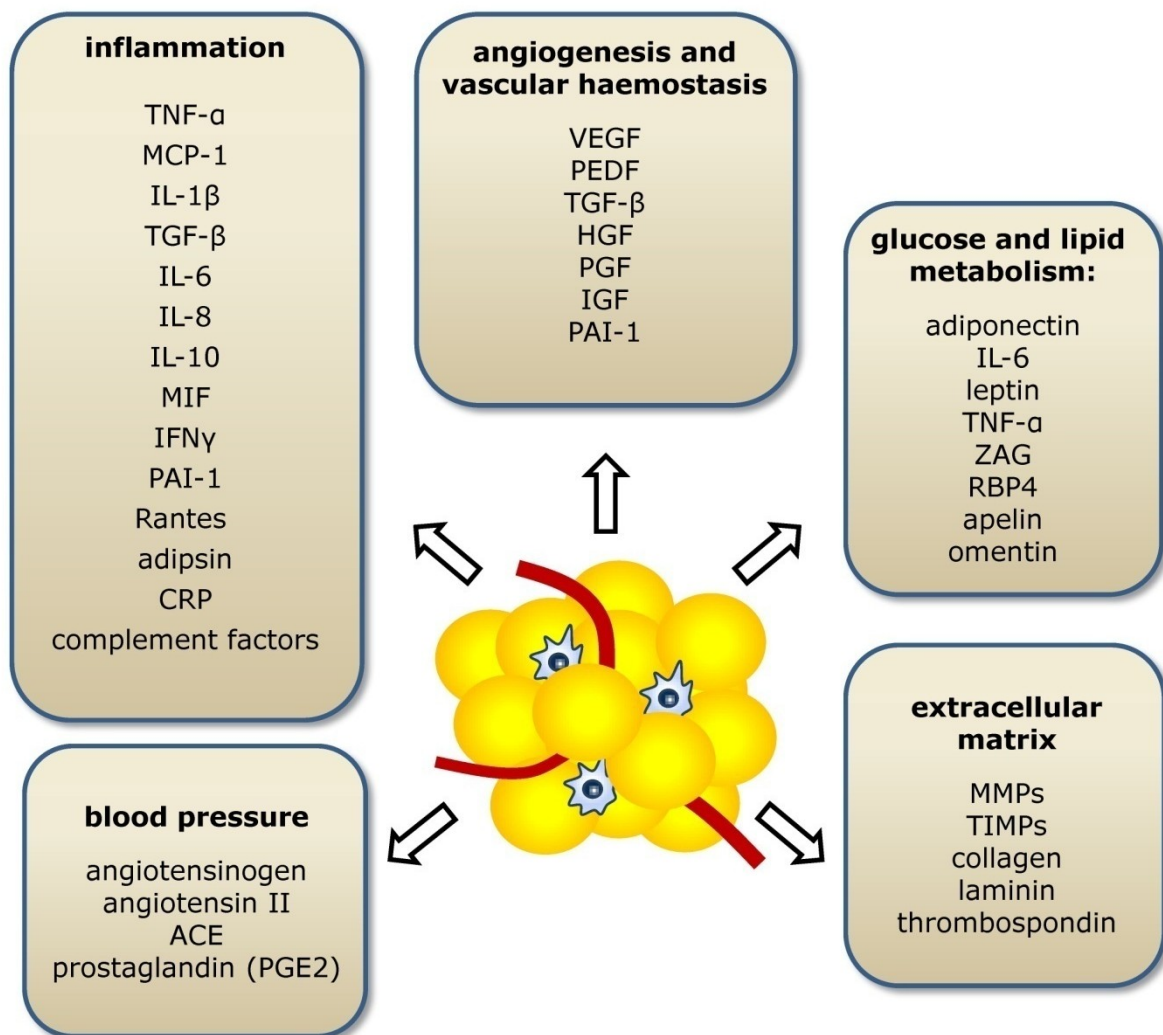 inflammation
TNF-α
MCP-1
IL-1β
TGF-β
IL-6
IL-8
IL-10
MIF
IFNγ
PAI-1
Rantes
adipsin
CRP
complement factors
angiogenesis and
vascular haemostasis
VEGF
PEDF
TGF-β
HGF
PGF
IGF
PAI-1
glucose and lipid
metabolism:
adiponectin
IL-6
leptin
TNF-α
ZAG
RBP4
apelin
omentin
blood pressure
angiotensinogen
angiotensin II
ACE
prostaglandin (PGE2)
extracellular
matrix
MMPs
TIMPs
collagen
laminin
thrombospondin